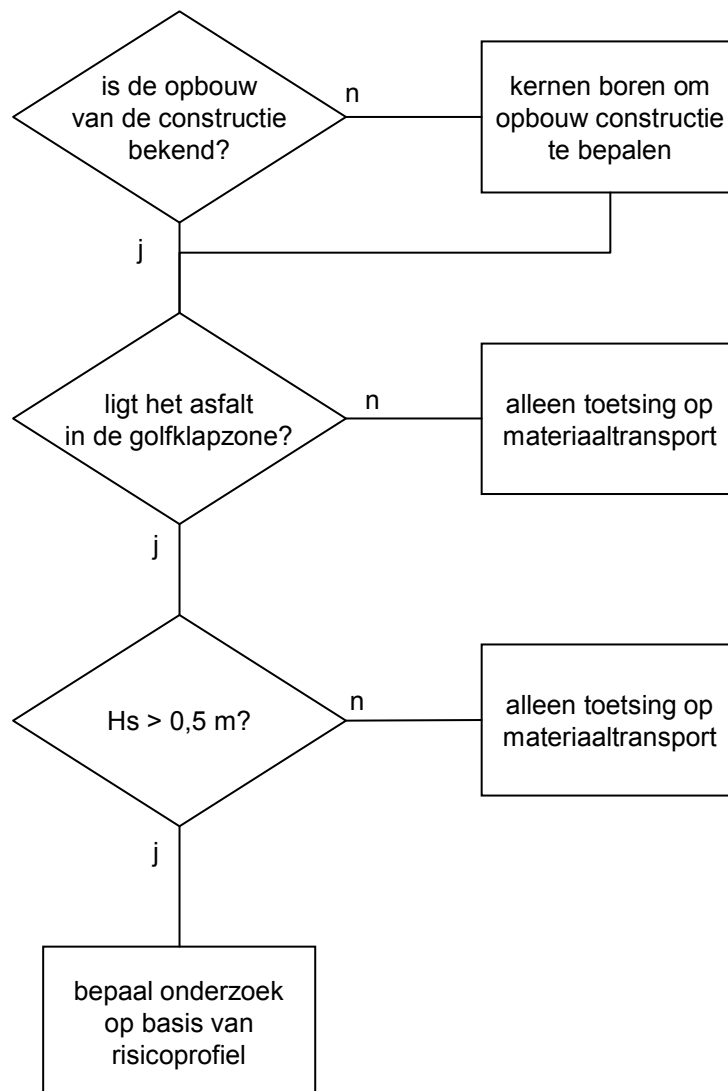 is de opbouw
van de constructie
bekend?
n
kernen boren om
opbouw constructie
te bepalen
j
ligt het asfalt
in de golfklapzone?
n
alleen toetsing op
materiaaltransport
j
Hs > 0,5 m?
n
alleen toetsing op
materiaaltransport
j
bepaal onderzoek
op basis van
risicoprofiel